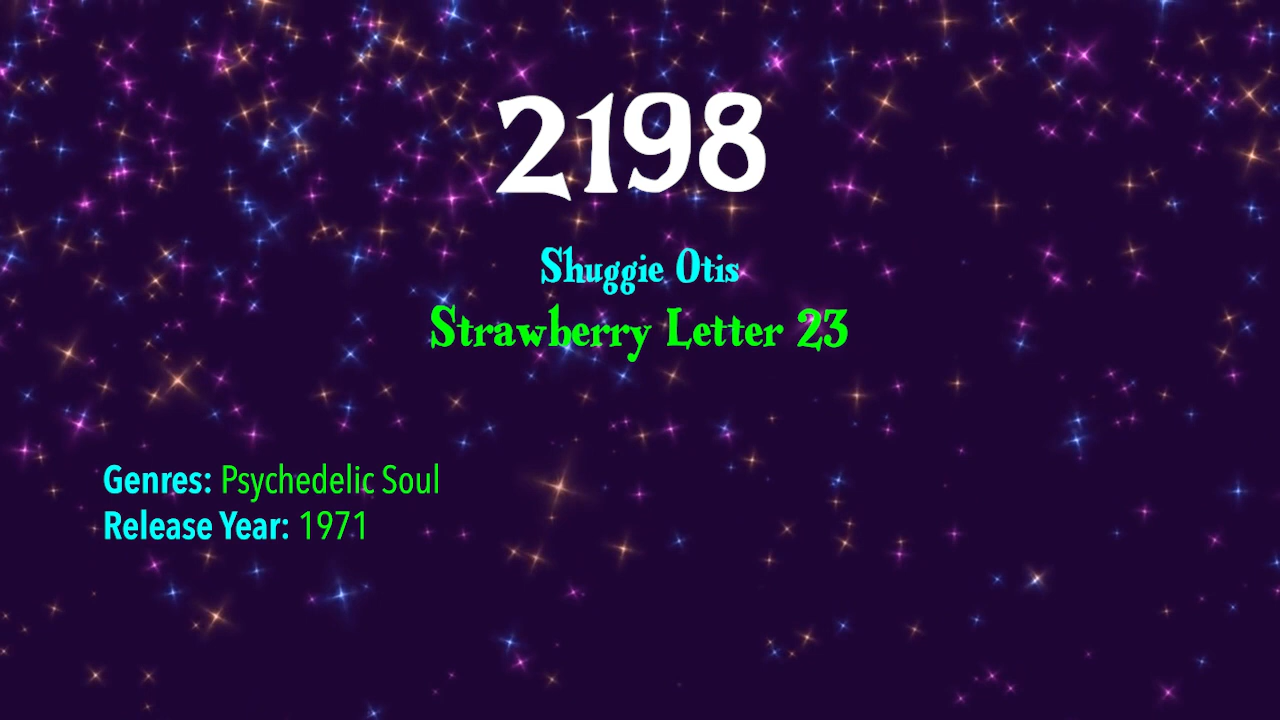 2198
Shuggie Otis
Strawberry Letter 23
Genres: Psychedelic Soul
Release Year: 1971